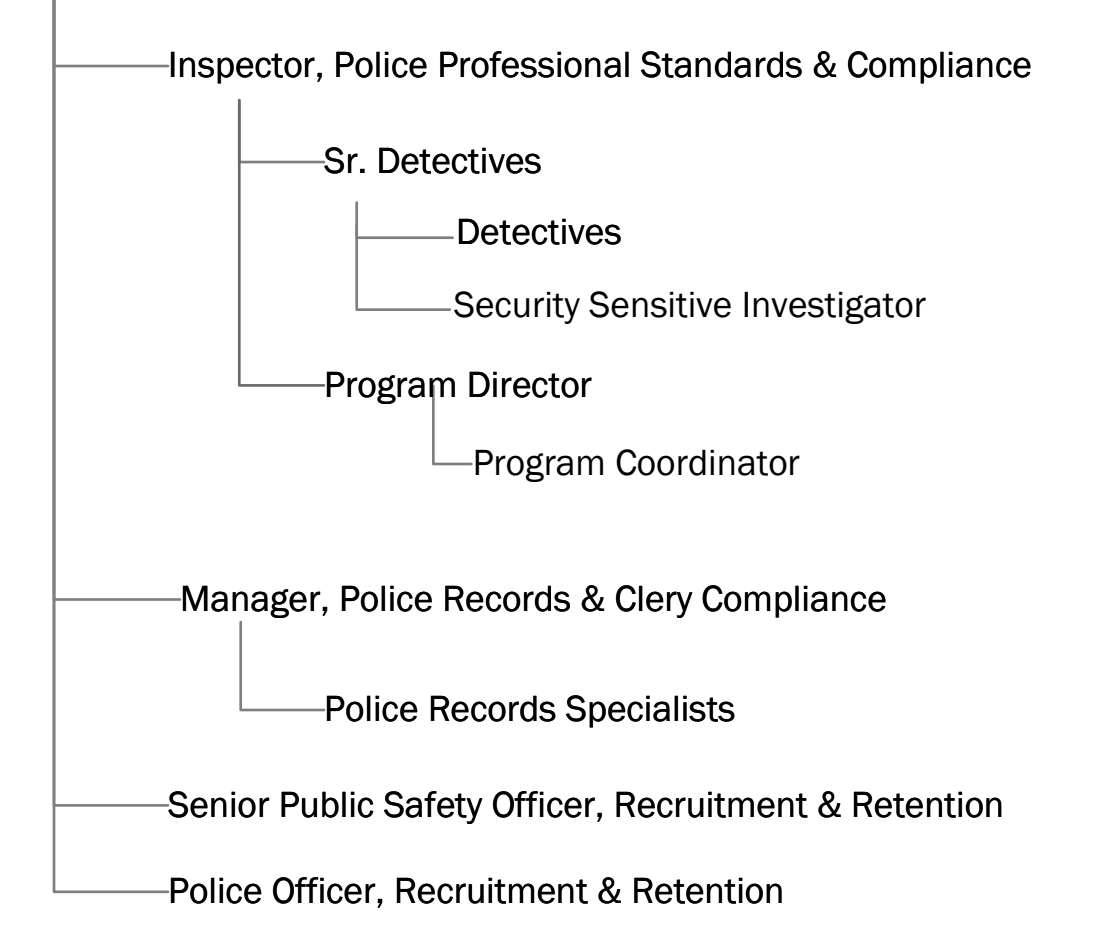 Inspector, Police Professional Standards & Compliance
Sr. Detectives
Detectives
Security Sensitive Investigator
Program Director
Program Coordinator
Manager, Police Records & Clery Compliance
Police Records Specialists
Senior Public Safety Officer, Recruitment & Retention
Police Officer, Recruitment & Retention